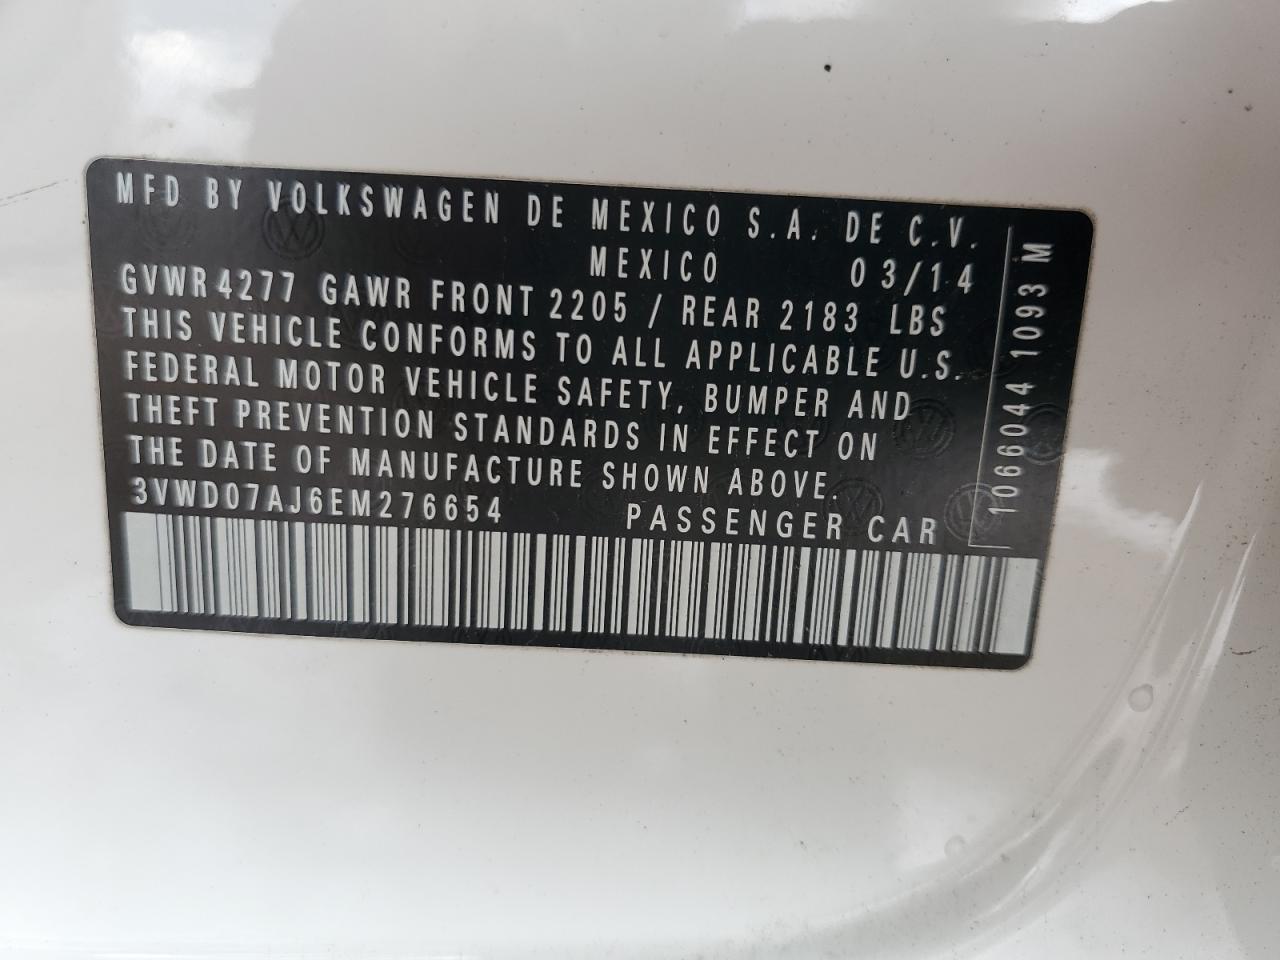 MFD BY VOLKSWAGEN DE MEXICO S.A. DE C.V.
MEXICO 03/14
GVWR 4277 GAWR FRONT 2205 / REAR 2183 LBS
THIS VEHICLE CONFORMS TO ALL APPLICABLE U.S.
FEDERAL MOTOR VEHICLE SAFETY, BUMPER AND
THEFT PREVENTION STANDARDS IN EFFECT ON
THE DATE OF MANUFACTURE SHOWN ABOVE.
3VWD07AJ6EM276654 PASSENGER CAR
1066044 1093 M